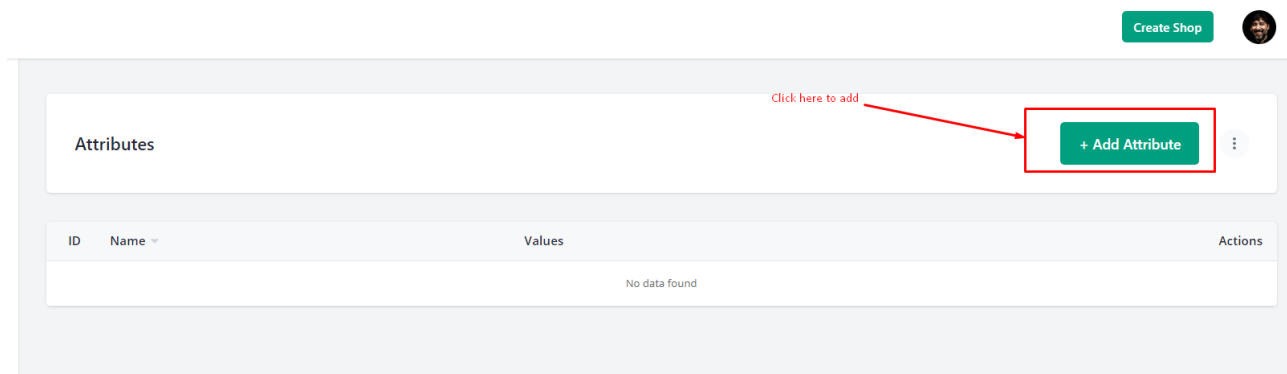 Create Shop
Click here to add
Attributes
+ Add Attribute
ID Name Values Actions
No data found